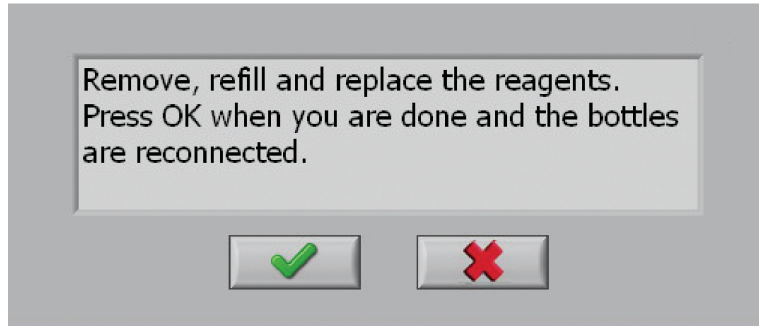 Remove, refill and replace the reagents.
Press OK when you are done and the bottles
are reconnected.